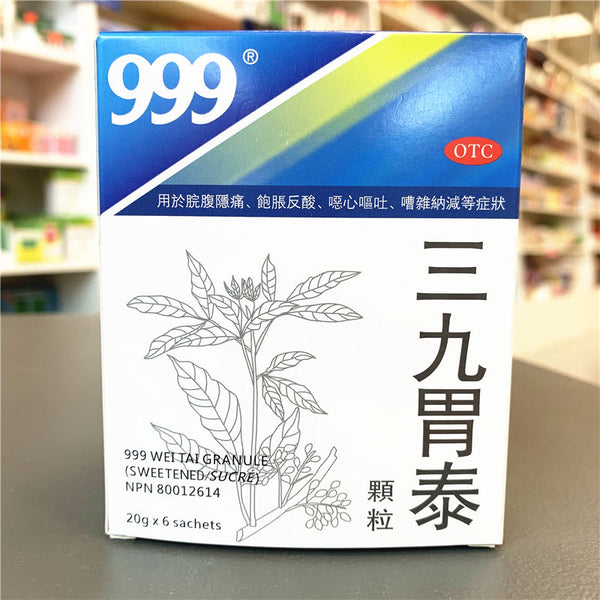 999®
OTC
用於脘腹隱痛、飽脹反酸、噁心嘔吐、嘈雜納減等症狀
三九胃泰
顆粒
999 WEI TAI GRANULE
(SWEETENED/SUCRÉ)
NPN 80012614
20g x 6 sachets